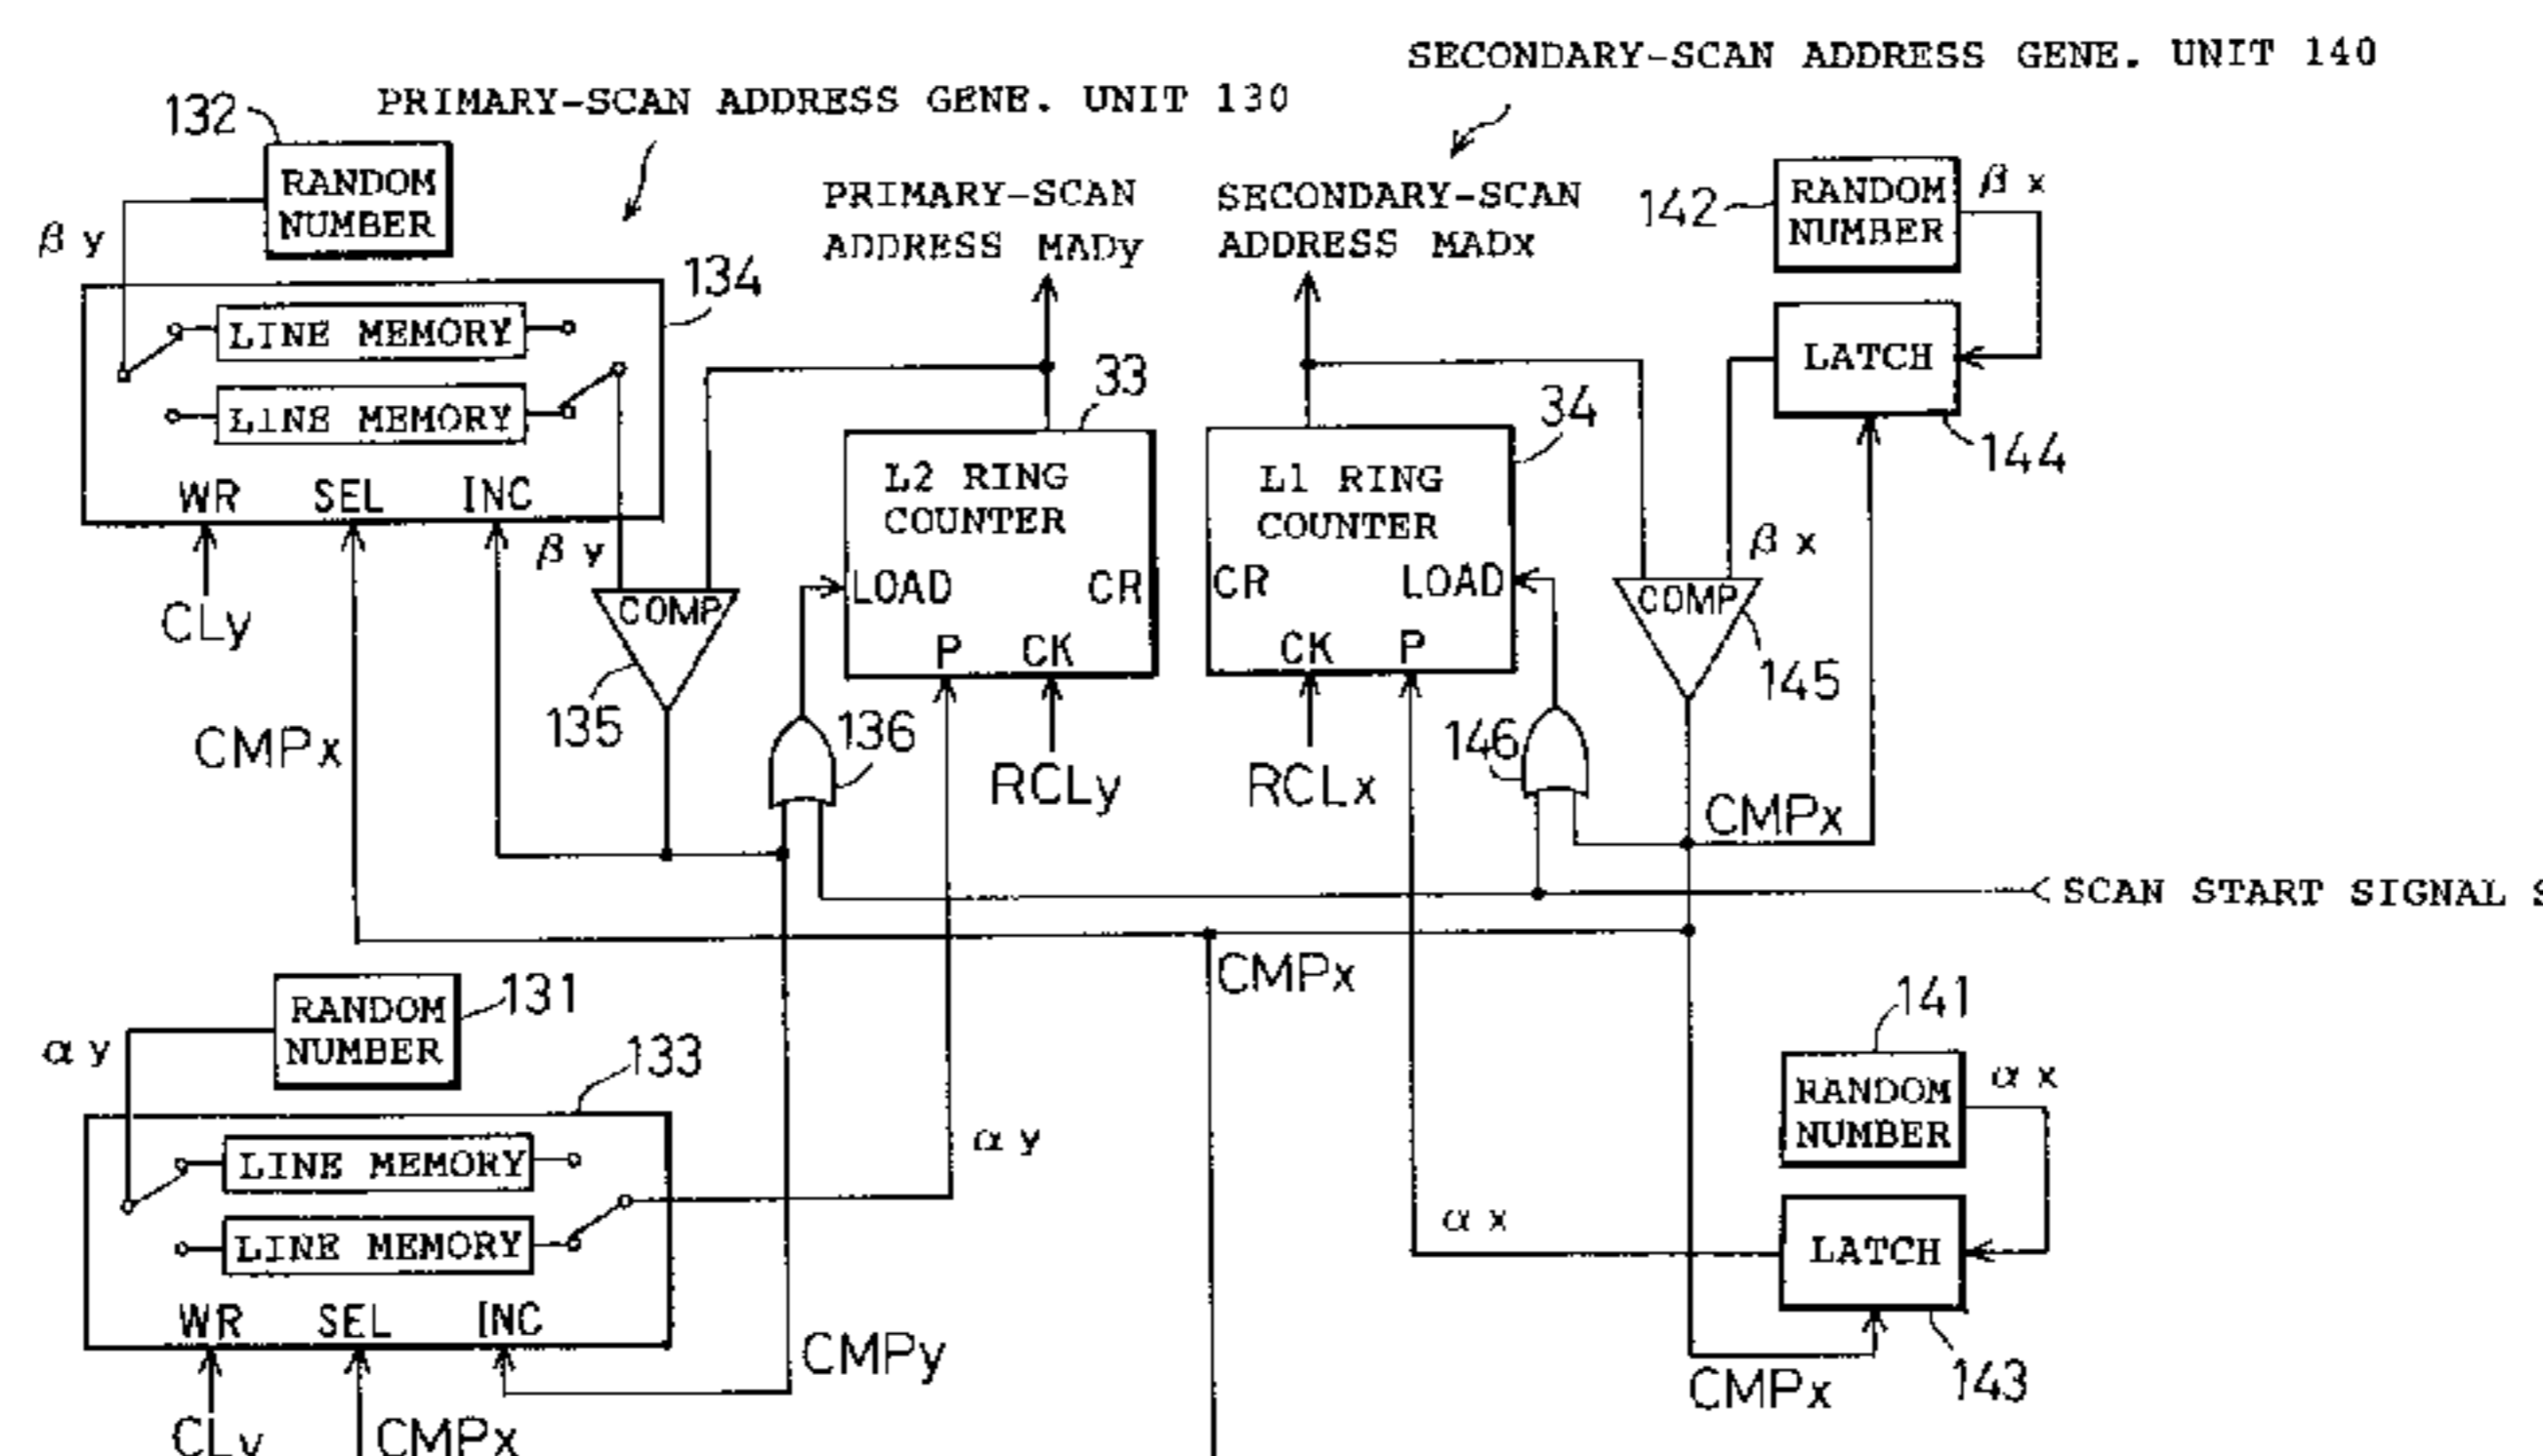 SECONDARY-SCAN ADDRESS GENE. UNIT 140
PRIMARY-SCAN ADDRESS GENE. UNIT 130
132
RANDOM
NUMBER
β y
134
LINE MEMORY
LINE MEMORY
WR SEL INC
β y
CLy
CMPx
COMP
135
PRIMARY-SCAN
ADDRESS MADy
33
L2 RING
COUNTER
LOAD CR
P CK
136
RCLy
SECONDARY-SCAN
ADDRESS MADx
34
L1 RING
COUNTER
CR LOAD
CK P
RCLx
146
142
RANDOM
NUMBER
β x
LATCH
144
β x
COMP
145
CMPx
SCAN START SIGNAL
CMPx
131
RANDOM
NUMBER
α y
133
LINE MEMORY
LINE MEMORY
WR SEL INC
CLy
CMPx
CMPy
α y
141
RANDOM
NUMBER
α x
α x
LATCH
143
CMPx